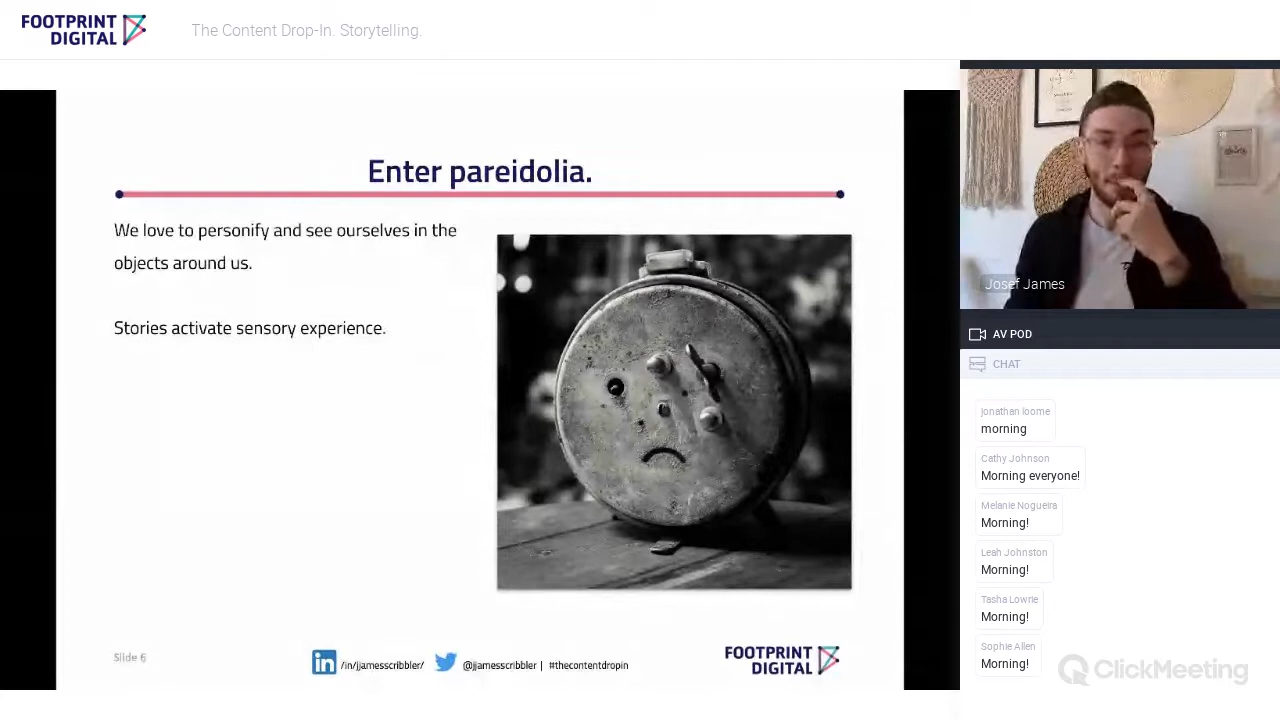 FOOTPRINT
DIGITAL
The Content Drop-In. Storytelling.
Enter pareidolia.
We love to personify and see ourselves in the
objects around us.
Stories activate sensory experience.
Slide 6
/in/jjamesscribbler/
@jjamesscribbler | #thecontentdropin
FOOTPRINT
DIGITAL
Josef James
AV POD
CHAT
jonathan loome
morning
Cathy Johnson
Morning everyone!
Melanie Nogueira
Morning!
Leah Johnston
Morning!
Tasha Lowrie
Morning!
Sophie Allen
Morning!
ClickMeeting